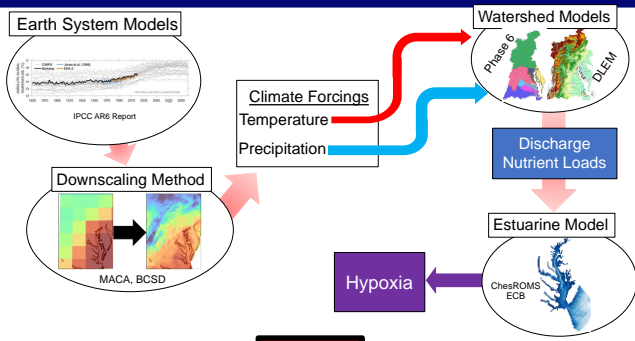 Earth System Models
IPCC AR6 Report
Downscaling Method
MACA, BCSD
Climate Forcings
Temperature
Precipitation
Watershed Models
Phase 6
DLEM
Discharge
Nutrient Loads
Estuarine Model
ChesROMS
ECB
Hypoxia